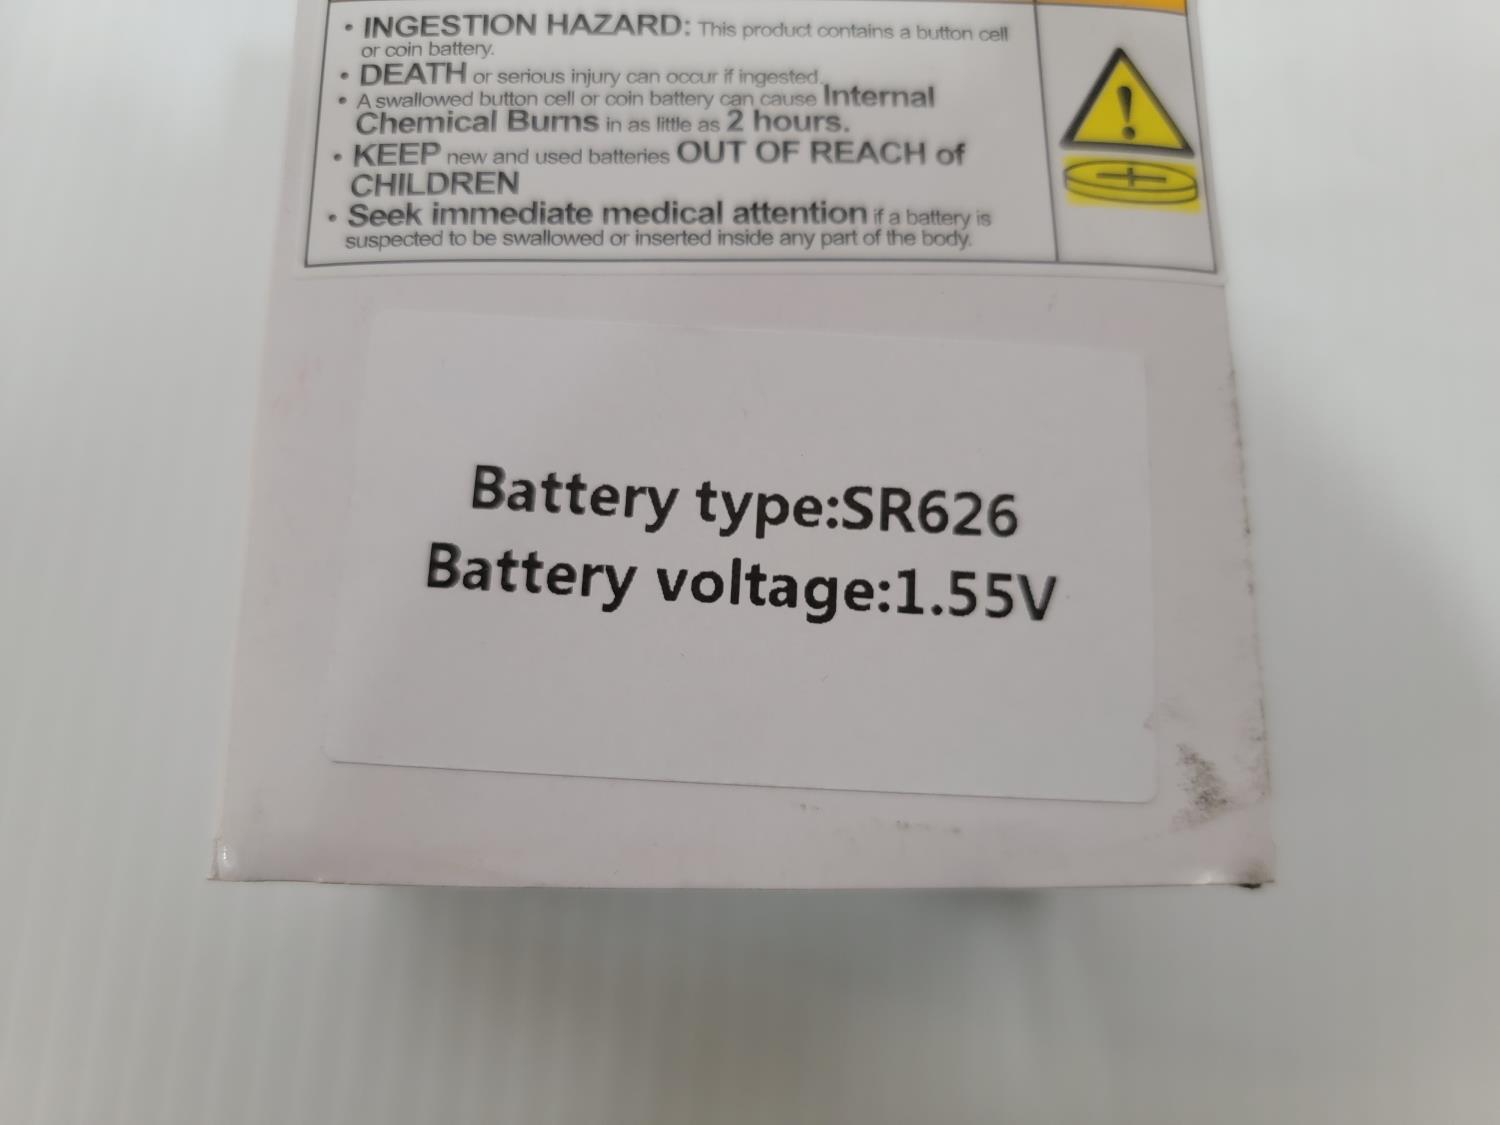 • INGESTION HAZARD: This product contains a button cell
or coin battery.
• DEATH or serious injury can occur if ingested.
• A swallowed button cell or coin battery can cause Internal
Chemical Burns in as little as 2 hours.
• KEEP new and used batteries OUT OF REACH of
CHILDREN
• Seek immediate medical attention if a battery is
suspected to be swallowed or inserted inside any part of the body.
Battery type:SR626
Battery voltage:1.55V